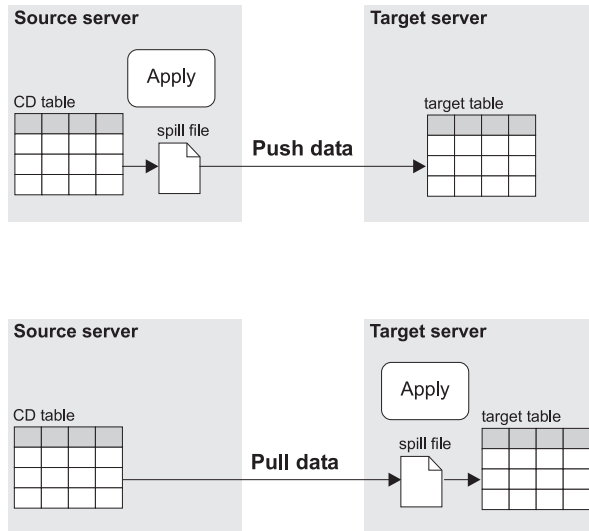 Source server
Target server
Apply
CD table
target table
spill file
Push data
Source server
Target server
Apply
CD table
target table
spill file
Pull data